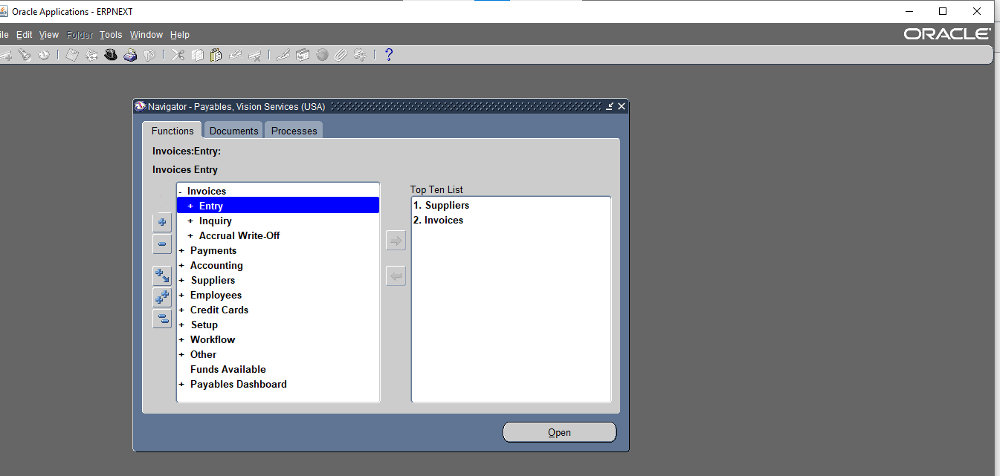 Oracle Applications - ERPNEXT
ile Edit View Folder Tools Window Help
ORACLE
Navigator - Payables, Vision Services (USA)
Functions Documents Processes
Invoices:Entry:
Invoices Entry
- Invoices
+ Entry
+ Inquiry
+ Accrual Write-Off
+ Payments
+ Accounting
+ Suppliers
+ Employees
+ Credit Cards
+ Setup
+ Workflow
+ Other
Funds Available
+ Payables Dashboard
Top Ten List
1. Suppliers
2. Invoices
Open